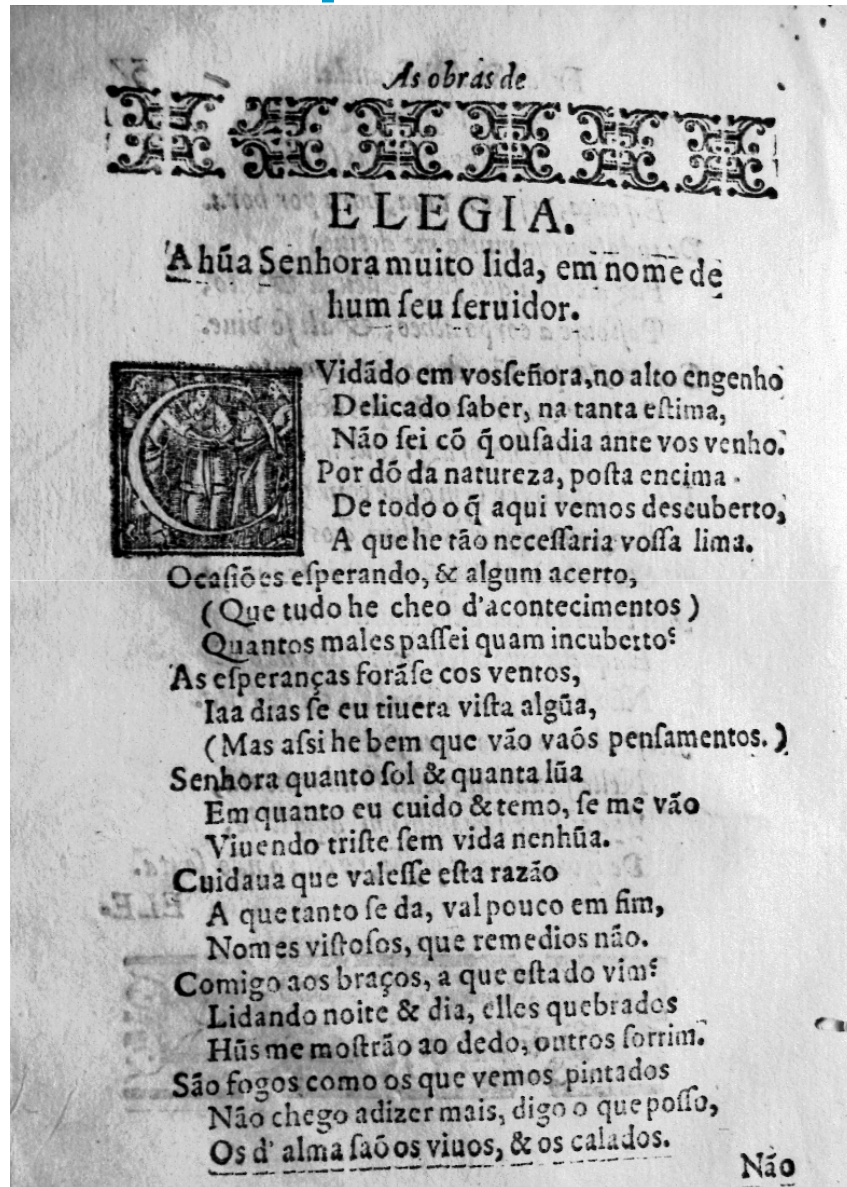 As obras de
ELEGIA.
A hũa Senhora muito lida, em nome de
hum ſeu ſeruidor.
CVidãdo em vosſeñora,no alto engenho
Delicado ſaber, na tanta eſtima,
Não ſei cõ q̃ ouſadia ante vos venho.
Por dõ da natureza, poſta encima
De todo o q̃ aqui vemos deſcuberto,
A que he tão neceſſaria voſſa lima.
Ocaſiões eſperando, & algum acerto,
(Que tudo he cheo d'acontecimentos)
Quantos males paſſei quam incuberto?
As eſperanças forãſe cos ventos,
Iaa dias ſe eu tiuera viſta algũa,
(Mas aſsi he bem que vão vaõs penſamentos.)
Senhora quanto ſol & quanta lũa
Em quanto eu cuido & temo, ſe me vão
Viuendo triſte ſem vida nenhũa.
Cuidaua que valeſſe eſta razão
A que tanto ſe da, val pouco em fim,
Nomes viſtoſos, que remedios não.
Comigo aos braços, a que eſtado vim?
Lidando noite & dia, elles quebrados
Hũs me moſtrão ao dedo, outros ſorrim.
São fogos como os que vemos pintados
Não chego adizer mais, digo o que poſſo,
Os d' alma ſaõ os viuos, & os calados.
Não